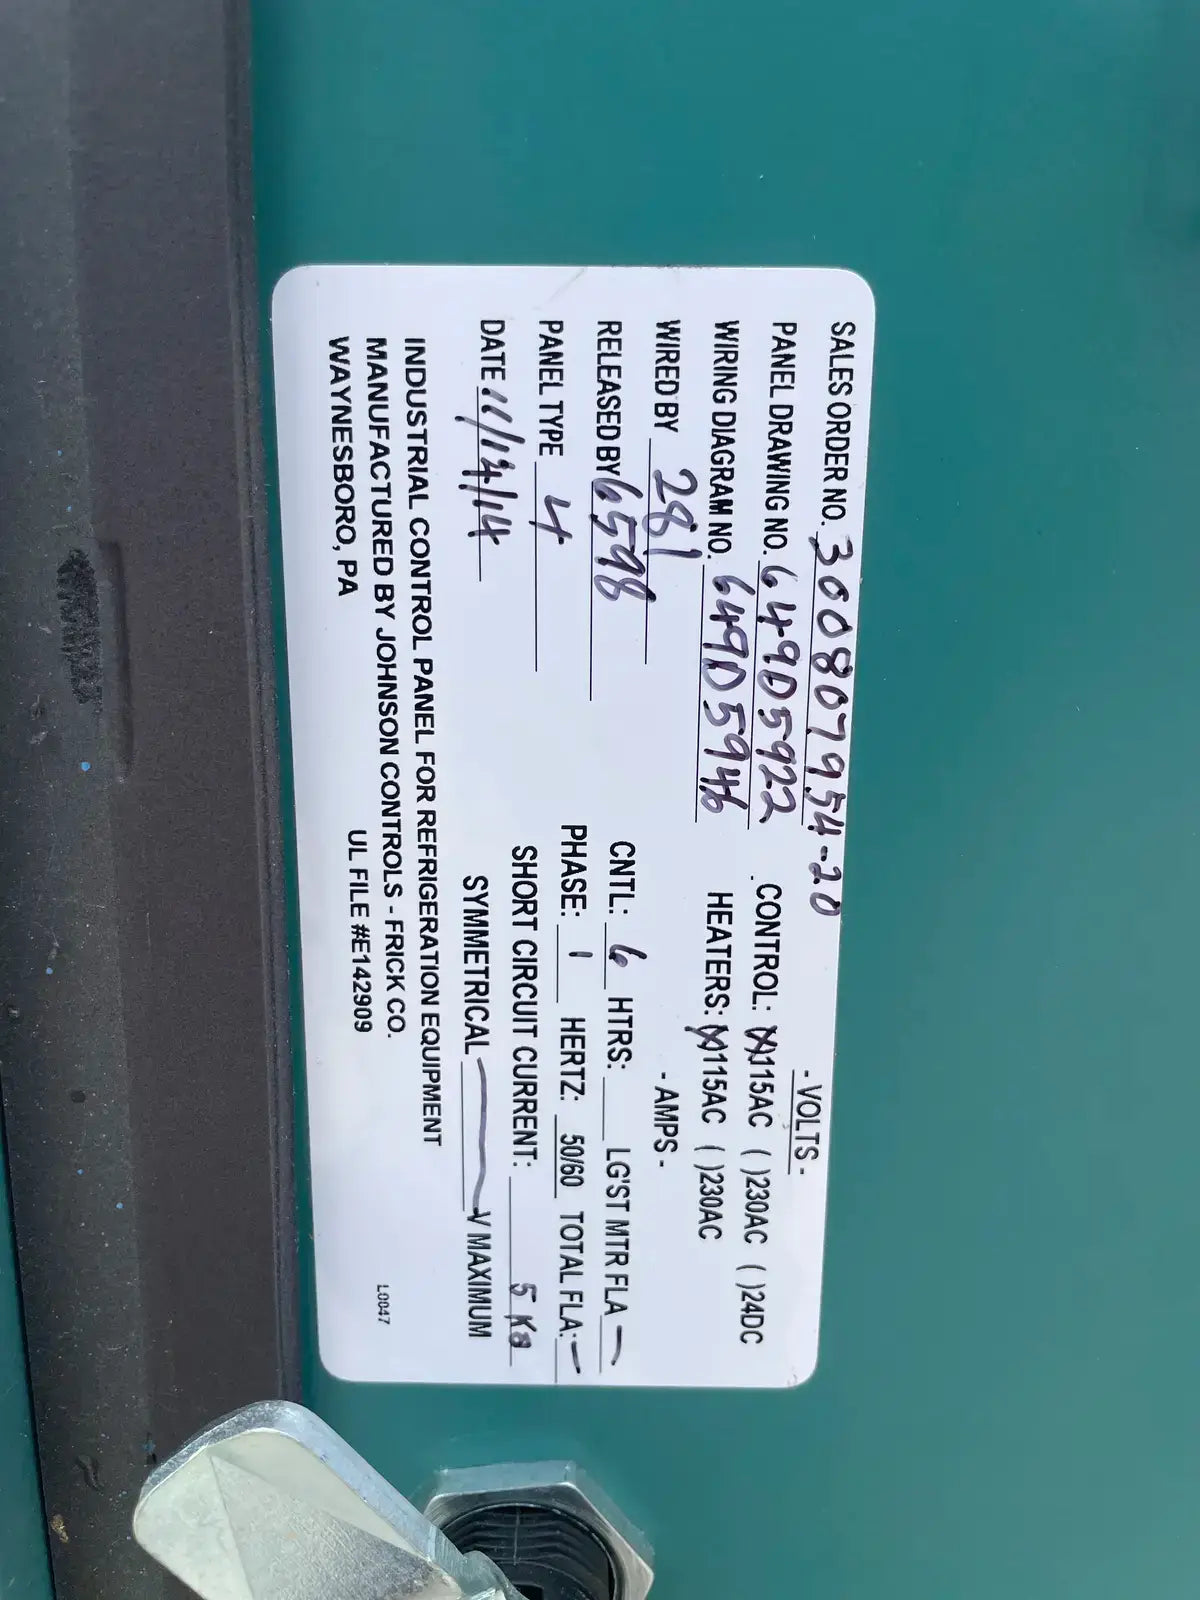 SALES ORDER NO. 3008807954-20
PANEL DRAWING NO. 649D5922
WIRING DIAGRAM NO. 649D5946
WIRED BY 281
RELEASED BY 6598
PANEL TYPE 4
DATE 11/14/14
- VOLTS -
CONTROL: (X)115AC ( )230AC ( )24DC
HEATERS: (X)115AC ( )230AC
- AMPS -
CNTL: 6 HTRS: LG'ST MTR FLA –
PHASE: 1 HERTZ: 50/60 TOTAL FLA: –
SHORT CIRCUIT CURRENT: 5
SYMMETRICAL V MAXIMUM
INDUSTRIAL CONTROL PANEL FOR REFRIGERATION EQUIPMENT
MANUFACTURED BY JOHNSON CONTROLS - FRICK CO.
WAYNESBORO, PA UL FILE #E142909
L0047